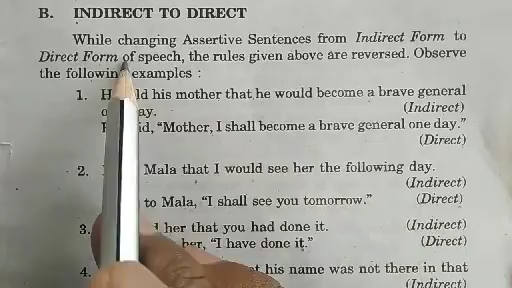 B. INDIRECT TO DIRECT
While changing Assertive Sentences from Indirect Form to
Direct Form of speech, the rules given above are reversed. Observe
the following examples :
1. his mother that he would become a brave general
(Indirect)
"Mother, I shall become a brave general one day."
(Direct)
2. Mala that I would see her the following day.
(Indirect)
to Mala, "I shall see you tomorrow." (Direct)
3. her that you had done it. (Indirect)
her, "I have done it." (Direct)
4. his name was not there in that
(Indirect)